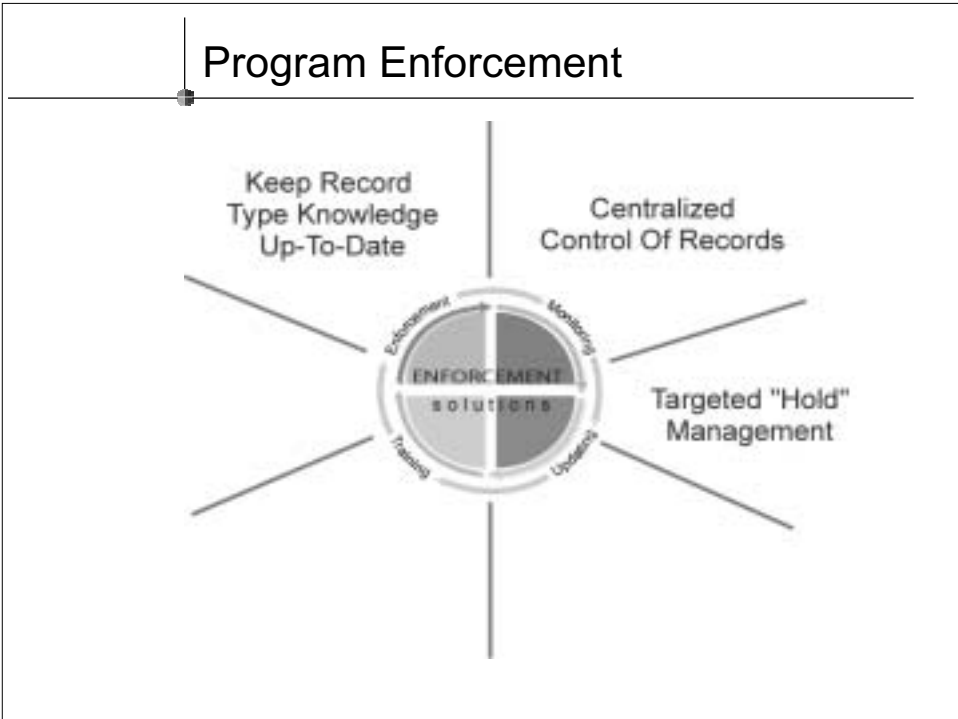 Program Enforcement
Keep Record
Type Knowledge
Up-To-Date
Centralized
Control Of Records
Enforcement
Monitoring
ENFORCEMENT
solutions
Training
Updating
Targeted "Hold"
Management